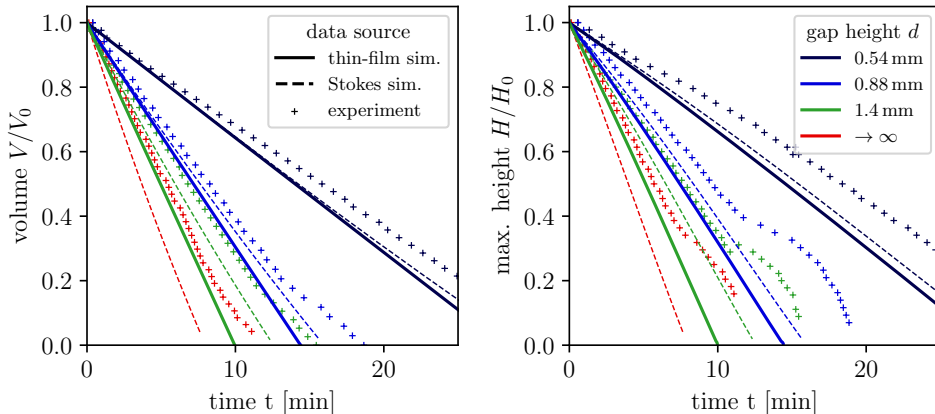 1.0
0.8
0.6
0.4
0.2
0.0
volume V/V₀
0
10
20
time t [min]
data source
thin-film sim.
Stokes sim.
experiment
1.0
0.8
0.6
0.4
0.2
0.0
max. height H/H₀
0
10
20
time t [min]
gap height d
0.54 mm
0.88 mm
1.4 mm
→ ∞